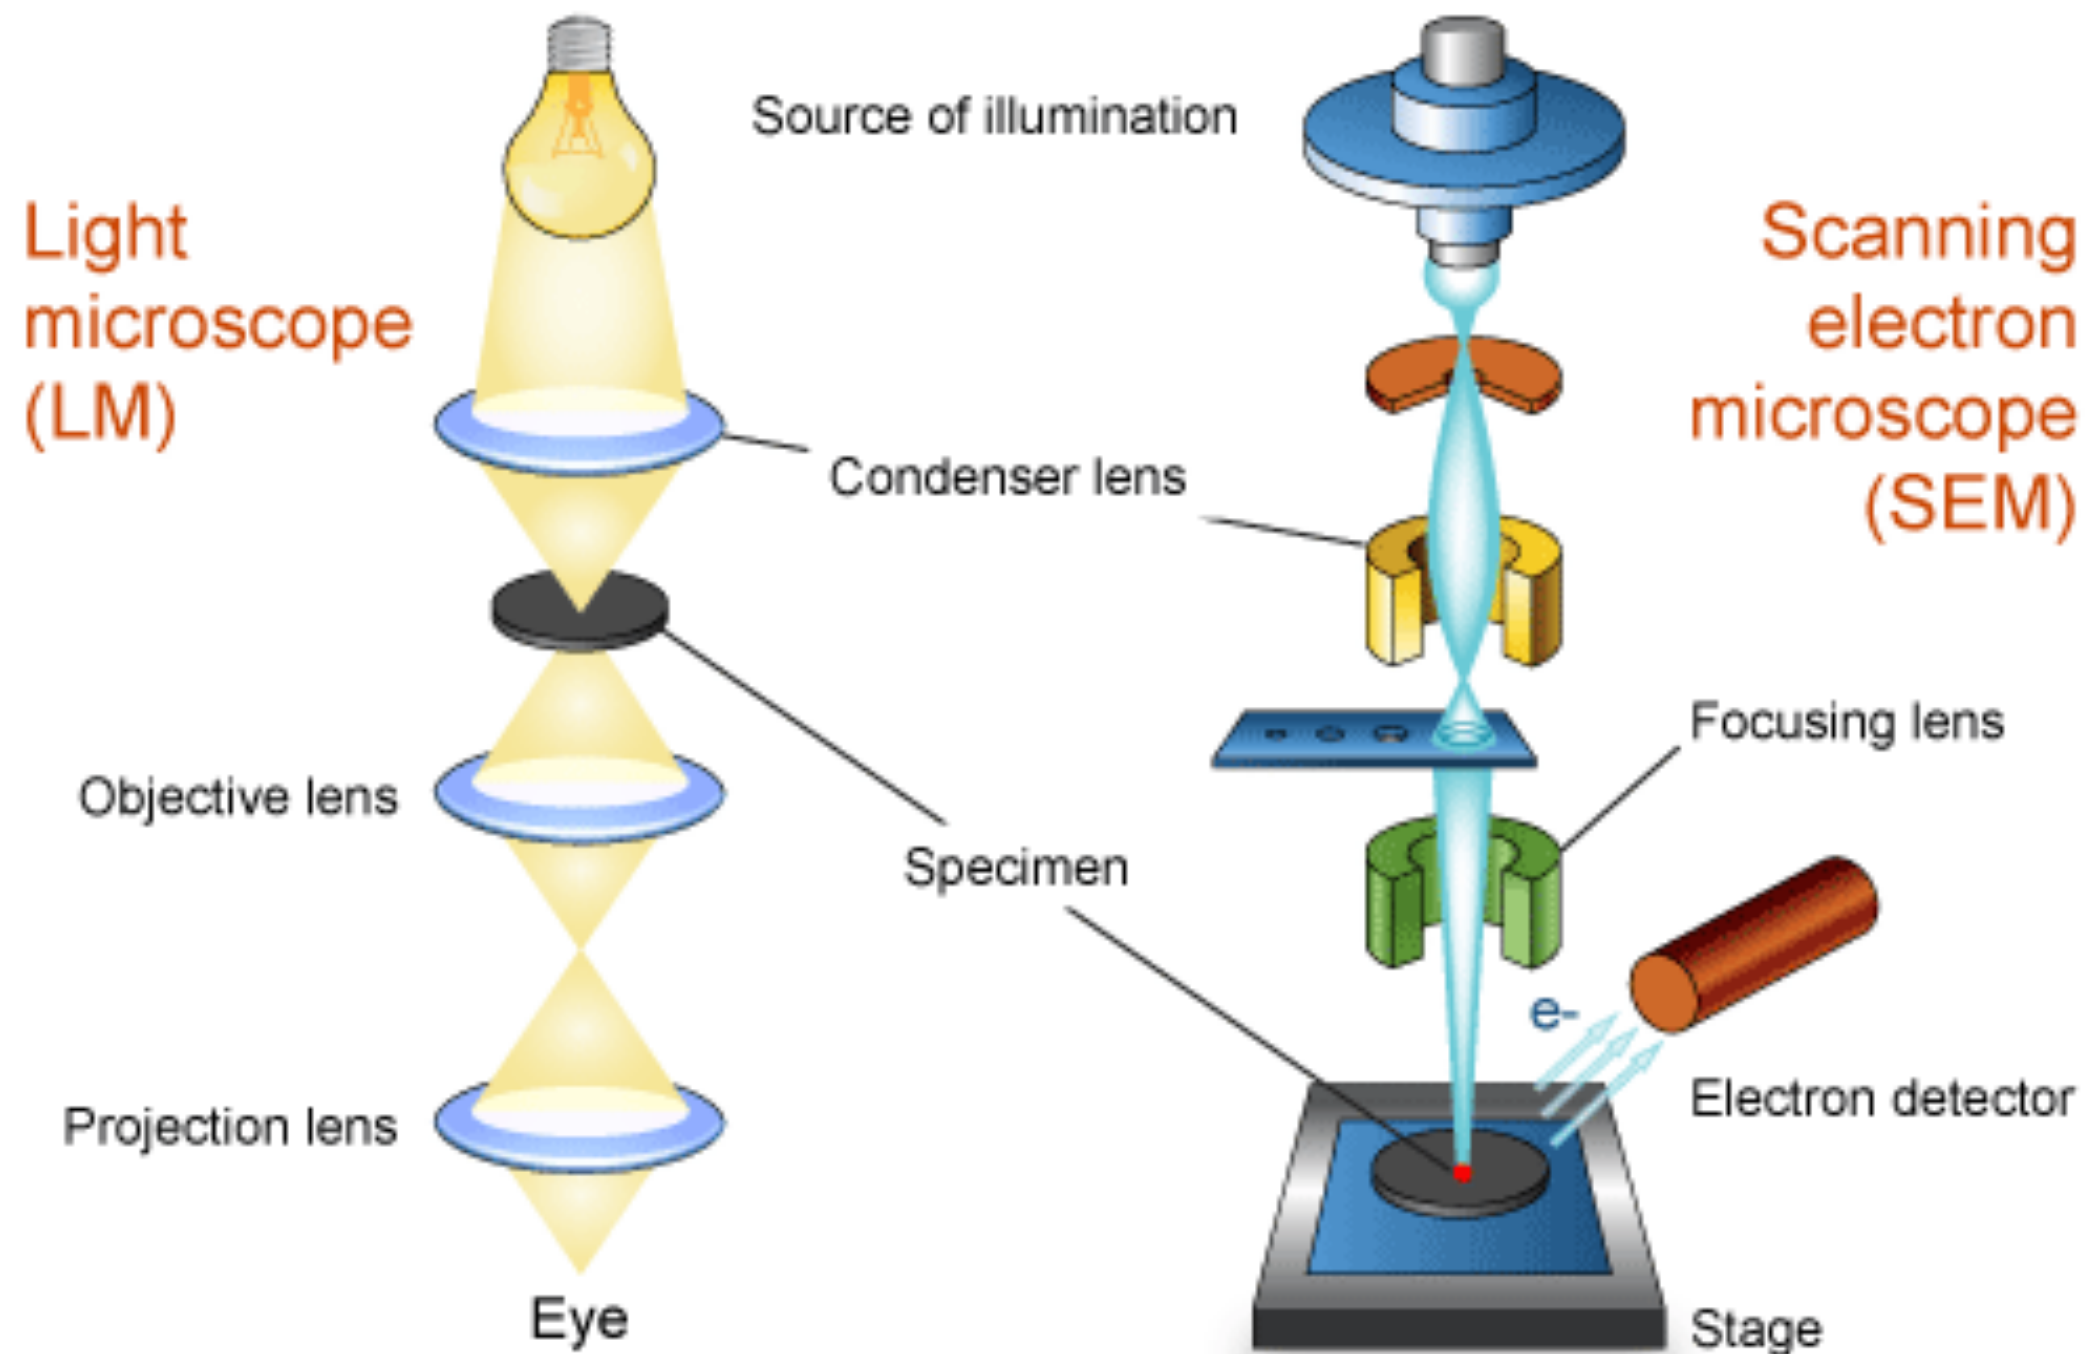 Source of illumination
Light
microscope
(LM)
Scanning
electron
microscope
(SEM)
Condenser lens
Focusing lens
Objective lens
Specimen
e-
Electron detector
Projection lens
Eye
Stage